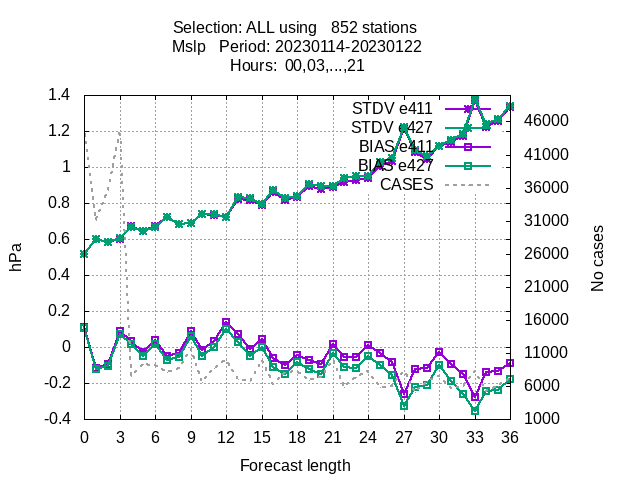 Selection: ALL using   852 stations
Mslp   Period: 20230114-20230122
Hours:  00,03,...,21
STDV e411
STDV e427
BIAS e411
BIAS e427
CASES
hPa
1.4
1.2
1
0.8
0.6
0.4
0.2
0
-0.2
-0.4
No cases
46000
41000
36000
31000
26000
21000
16000
11000
6000
1000
0 3 6 9 12 15 18 21 24 27 30 33 36
Forecast length